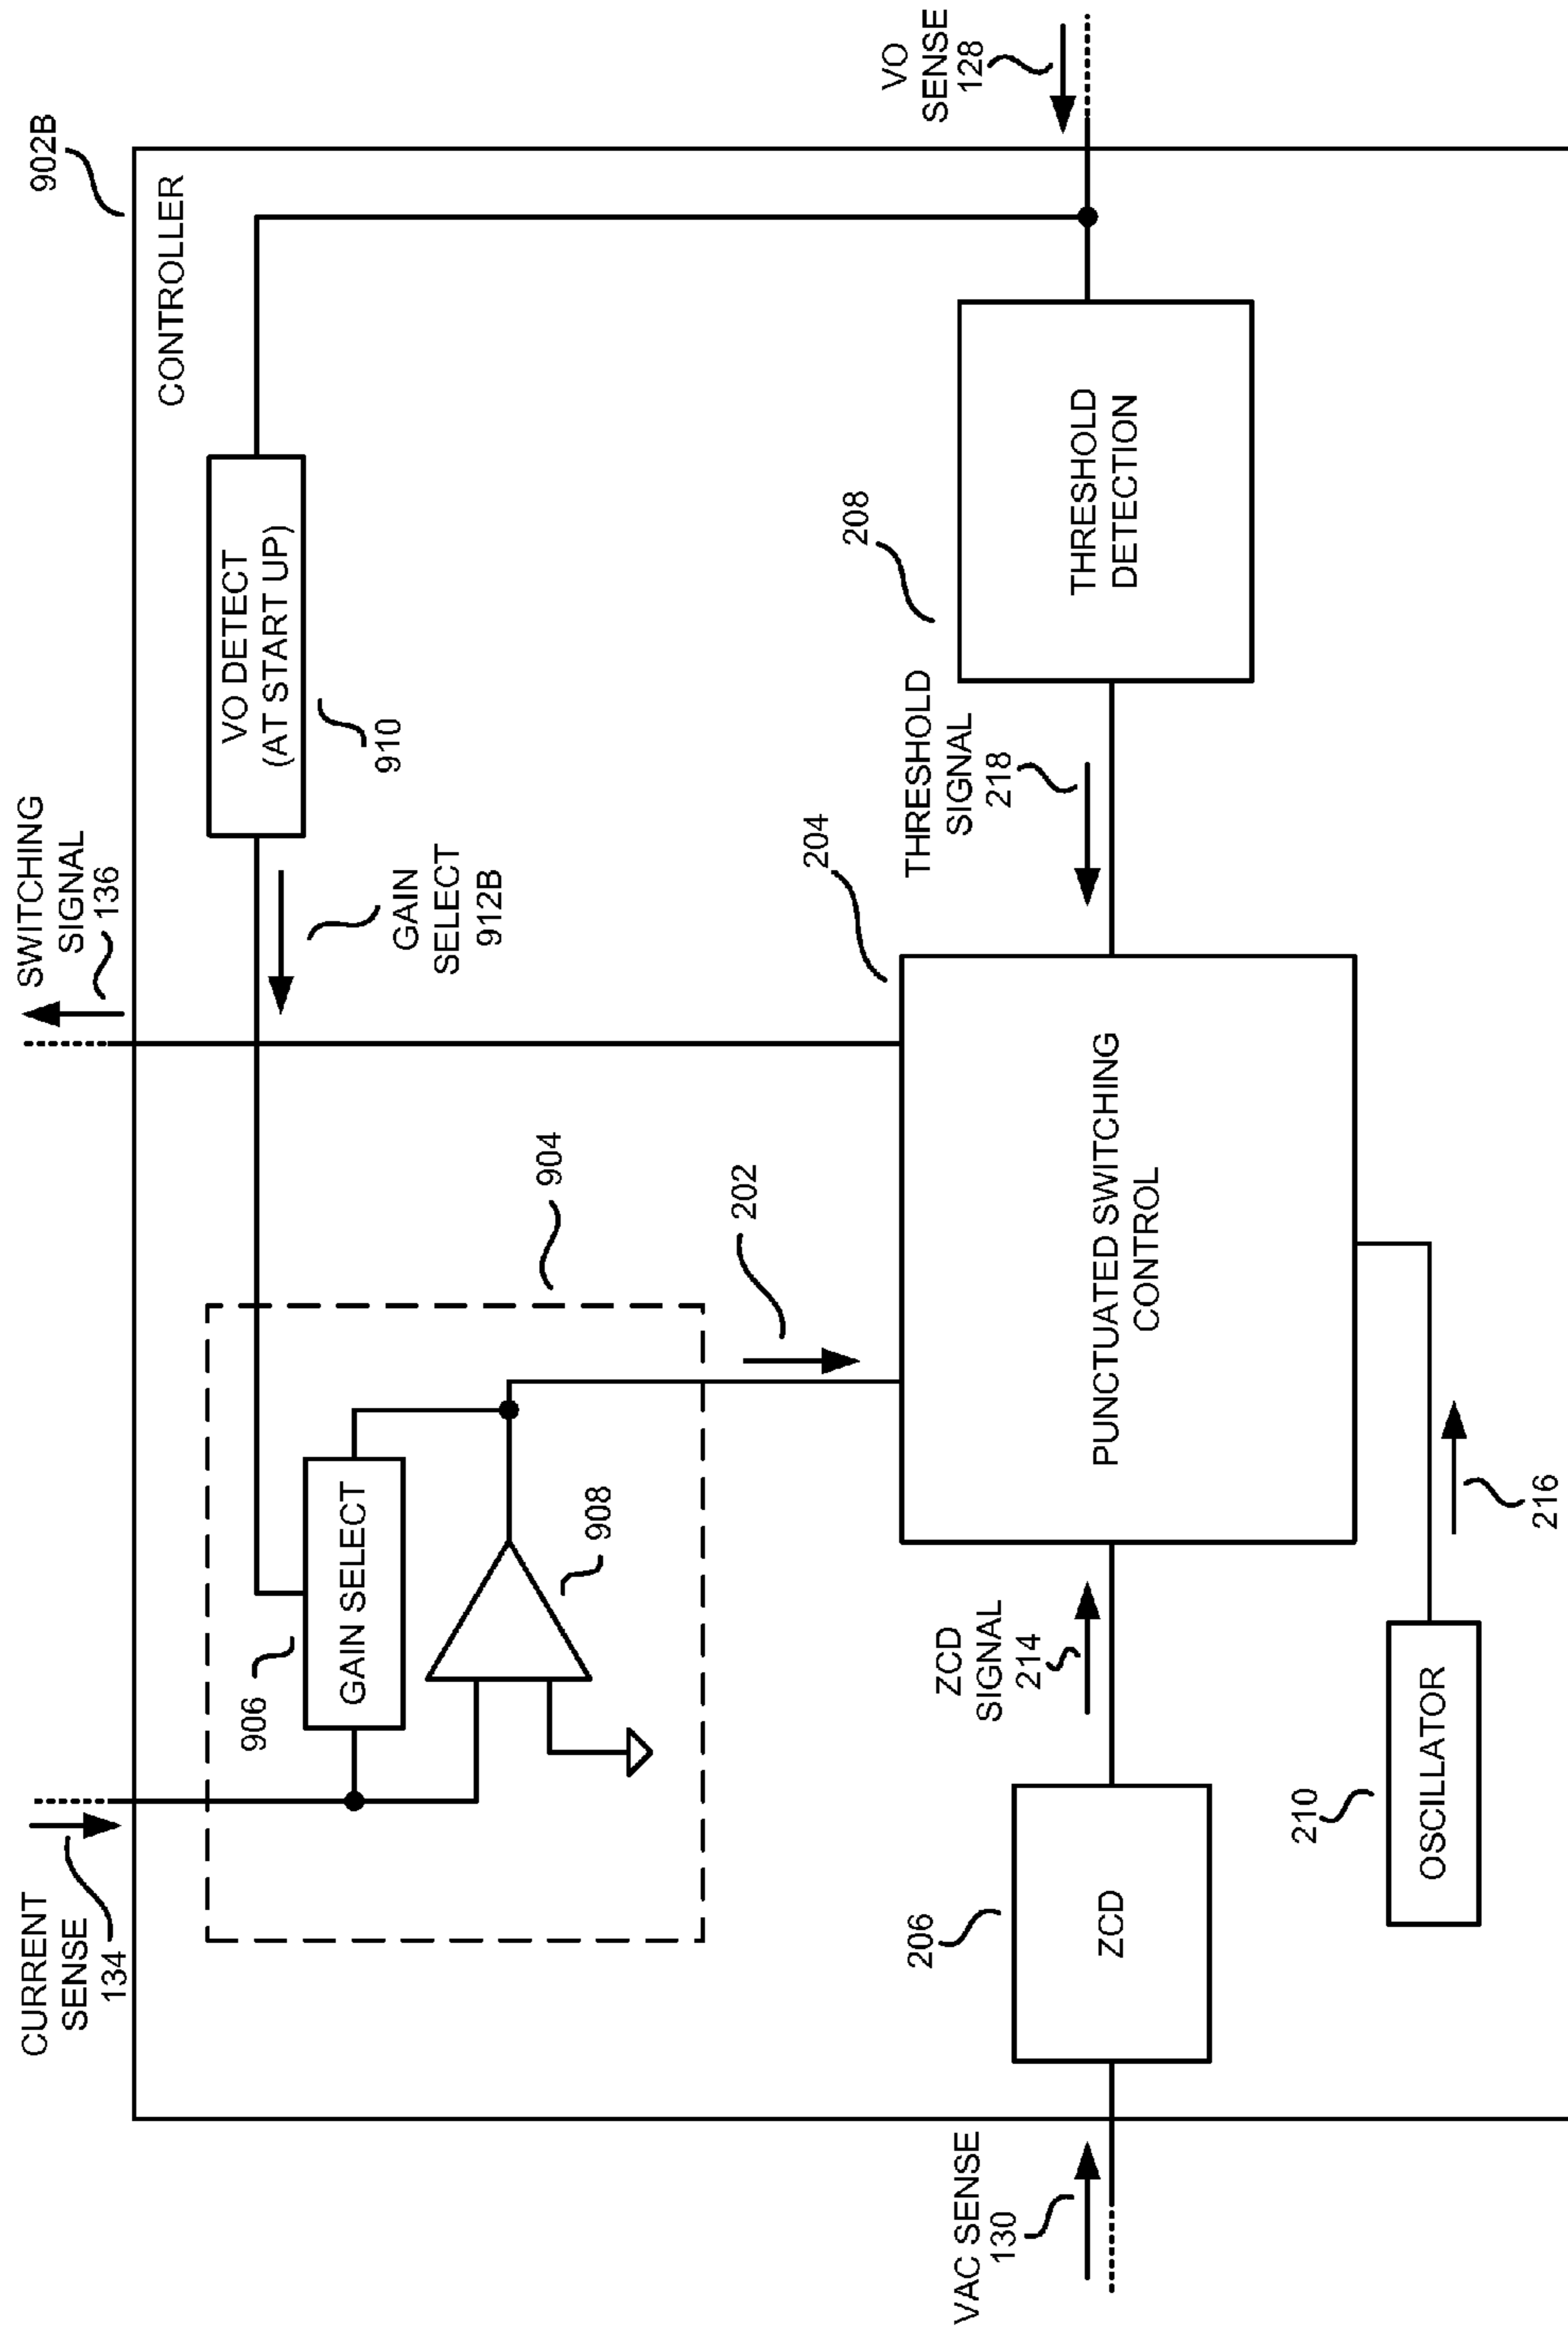 CURRENT
SENSE
134
SWITCHING
SIGNAL
136
902B
CONTROLLER
906
GAIN SELECT
908
904
GAIN
SELECT
912B
VO DETECT
(AT START UP)
910
202
VAC SENSE
130
206
ZCD
ZCD
SIGNAL
214
204
PUNCTUATED SWITCHING
CONTROL
THRESHOLD
SIGNAL
218
208
THRESHOLD
DETECTION
VO
SENSE
128
210
OSCILLATOR
216